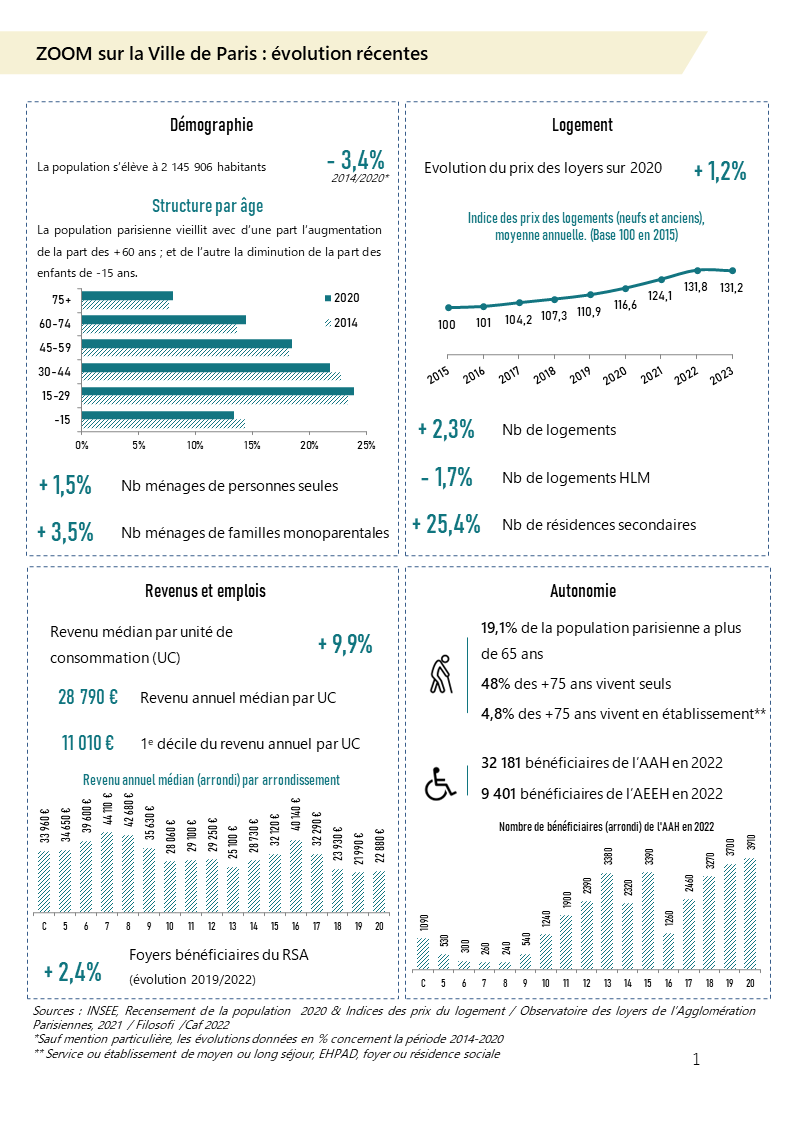 ZOOM sur la Ville de Paris : évolution récentes
Démographie
La population s'élève à 2 145 906 habitants
- 3,4%
2014/2020*
Structure par âge
La population parisienne vieillit avec d'une part l'augmentation
de la part des +60 ans ; et de l'autre la diminution de la part des
enfants de -15 ans.
75+
60-74
45-59
30-44
15-29
-15
2020
2014
0% 5% 10% 15% 20% 25%
+ 1,5% Nb ménages de personnes seules
+ 3,5% Nb ménages de familles monoparentales
Logement
Evolution du prix des loyers sur 2020 + 1,2%
Indice des prix des logements (neufs et anciens),
moyenne annuelle. (Base 100 en 2015)
100 101 104,2 107,3 110,9 116,6 124,1 131,8 131,2
2015 2016 2017 2018 2019 2020 2021 2022 2023
+ 2,3% Nb de logements
- 1,7% Nb de logements HLM
+ 25,4% Nb de résidences secondaires
Revenus et emplois
Revenu médian par unité de
consommation (UC)
+ 9,9%
28 790 € Revenu annuel médian par UC
11 010 € 1e décile du revenu annuel par UC
Revenu annuel médian (arrondi) par arrondissement
33 960 € 34 650 € 39 600 € 44 110 € 42 680 € 35 630 € 28 060 € 29 100 € 29 250 € 25 100 € 28 730 € 32 120 € 40 140 € 32 290 € 23 930 € 21 990 € 22 880 €
C 5 6 7 8 9 10 11 12 13 14 15 16 17 18 19 20
+ 2,4%
Foyers bénéficiaires du RSA
(évolution 2019/2022)
Autonomie
19,1% de la population parisienne a plus
de 65 ans
48% des +75 ans vivent seuls
4,8% des +75 ans vivent en établissement**
32 181 bénéficiaires de l'AAH en 2022
9 401 bénéficiaires de l'AEEH en 2022
Nombre de bénéficiaires (arrondi) de l'AAH en 2022
1090 530 300 260 240 540 1240 1900 2390 3380 2320 3390 1260 2460 3270 3700 3910
C 5 6 7 8 9 10 11 12 13 14 15 16 17 18 19 20
Sources : INSEE, Recensement de la population 2020 & Indices des prix du logement / Observatoire des loyers de l'Agglomération
Parisiennes, 2021 / Filosofi /Caf 2022
*Sauf mention particulière, les évolutions données en % concernent la période 2014-2020
** Service ou établissement de moyen ou long séjour, EHPAD, foyer ou résidence sociale
1